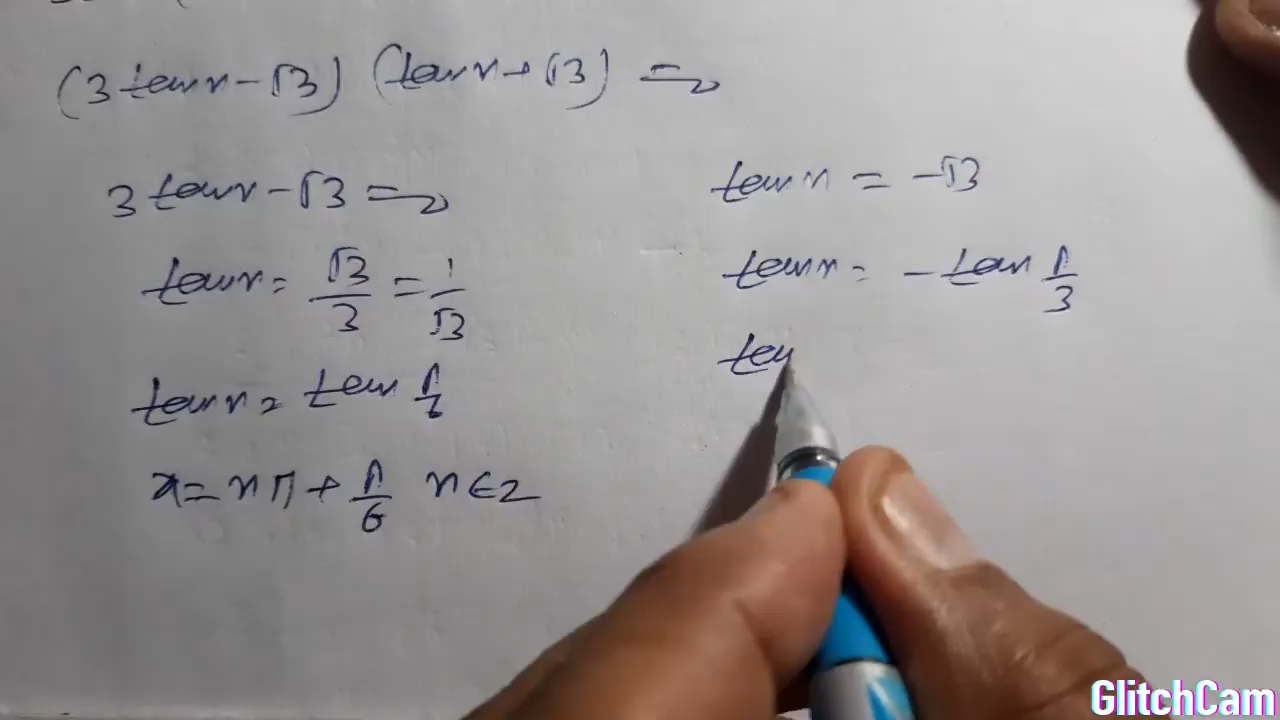 (3 tan x - √3) (tan x + √3) = 0
3 tan x - √3 = 0
tan x = √3/3 = 1/√3
tan x = tan π/6
x = nπ + π/6 n ∈ Z
tan x = -√3
tan x = - tan π/3
tan
GlitchCam